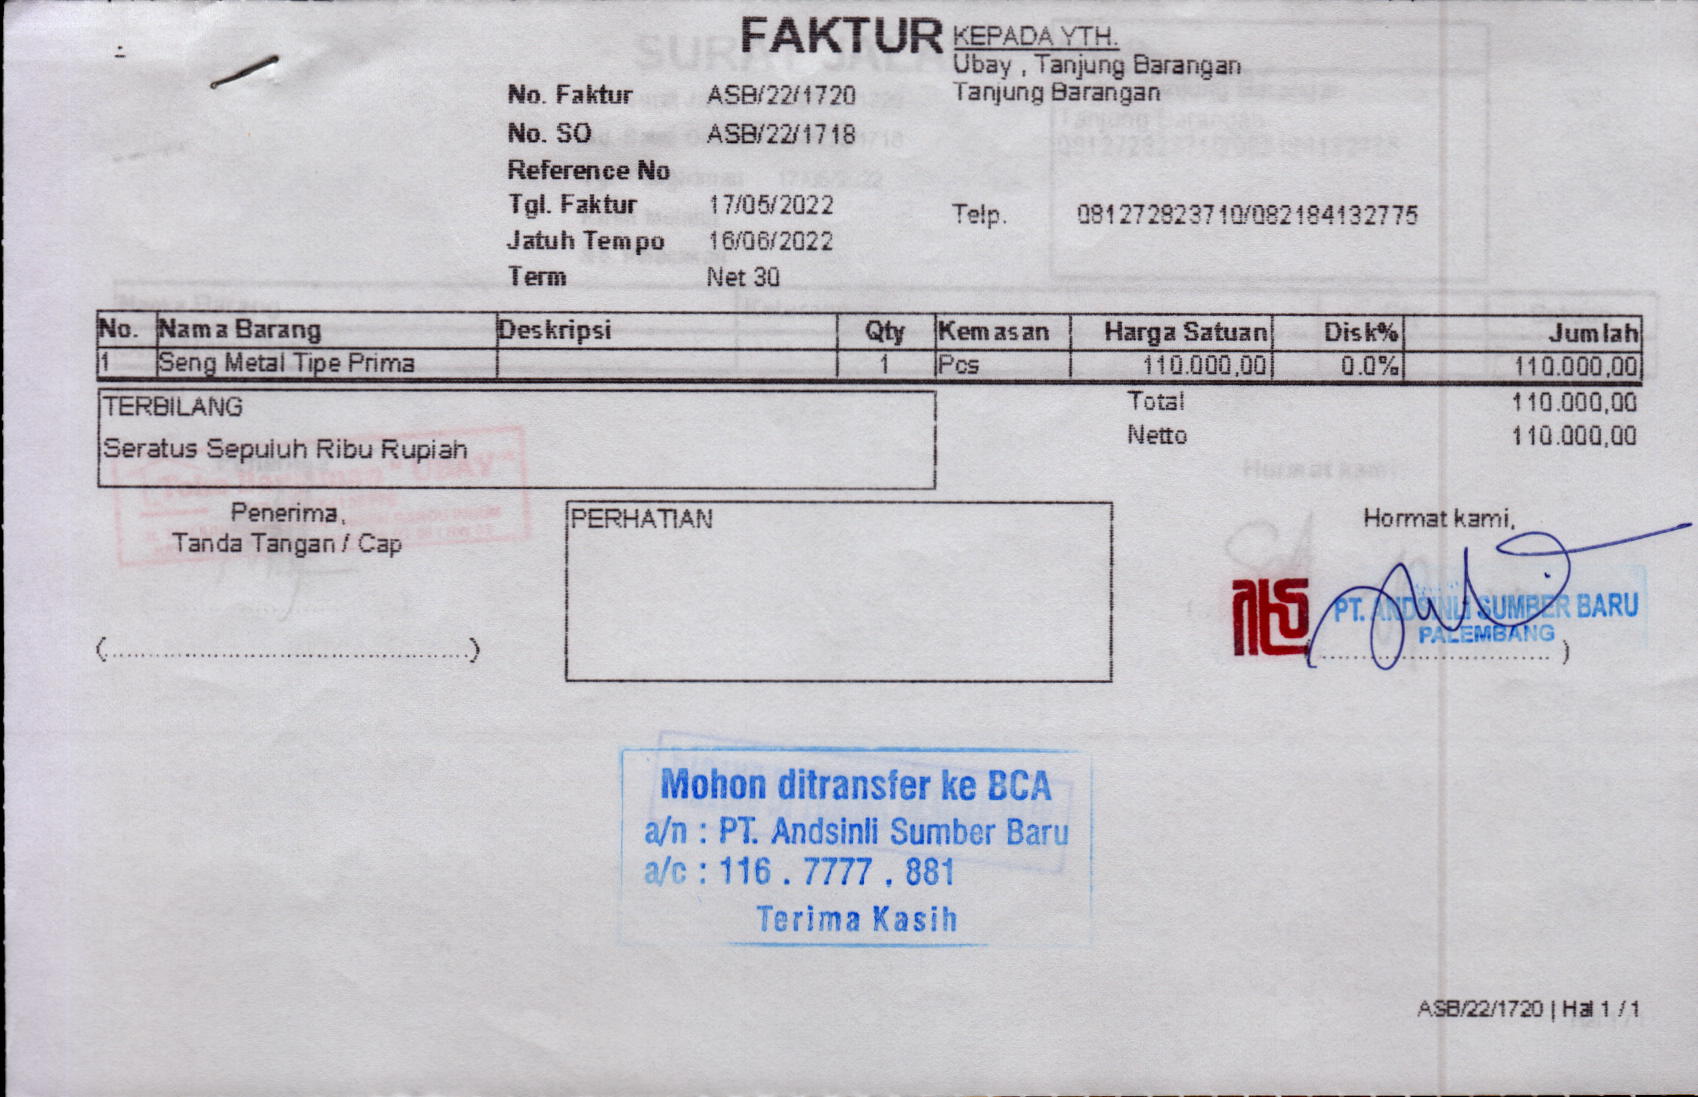 FAKTUR
KEPADA YTH.
Ubay , Tanjung Barangan
Tanjung Barangan
No. Faktur ASB/22/1720
No. SO ASB/22/1718
Reference No
Tgl. Faktur 17/05/2022
Telp. 081272823710/082184132775
Jatuh Tempo 16/06/2022
Term Net 30
No. Nama Barang Deskripsi Qty Kemasan Harga Satuan Disk% Jumlah
1 Seng Metal Tipe Prima 1 Pcs 110.000,00 0.0% 110.000,00
TERBILANG
Seratus Sepuluh Ribu Rupiah
Total 110.000,00
Netto 110.000,00
Penerima,
Tanda Tangan / Cap
(................................................)
PERHATIAN
Hormat kami,
PT. ANDSINLI SUMBER BARU
PALEMBANG
Mohon ditransfer ke BCA
a/n : PT. Andsinli Sumber Baru
a/c : 116 . 7777 . 881
Terima Kasih
ASB/22/1720 | Hal 1 / 1